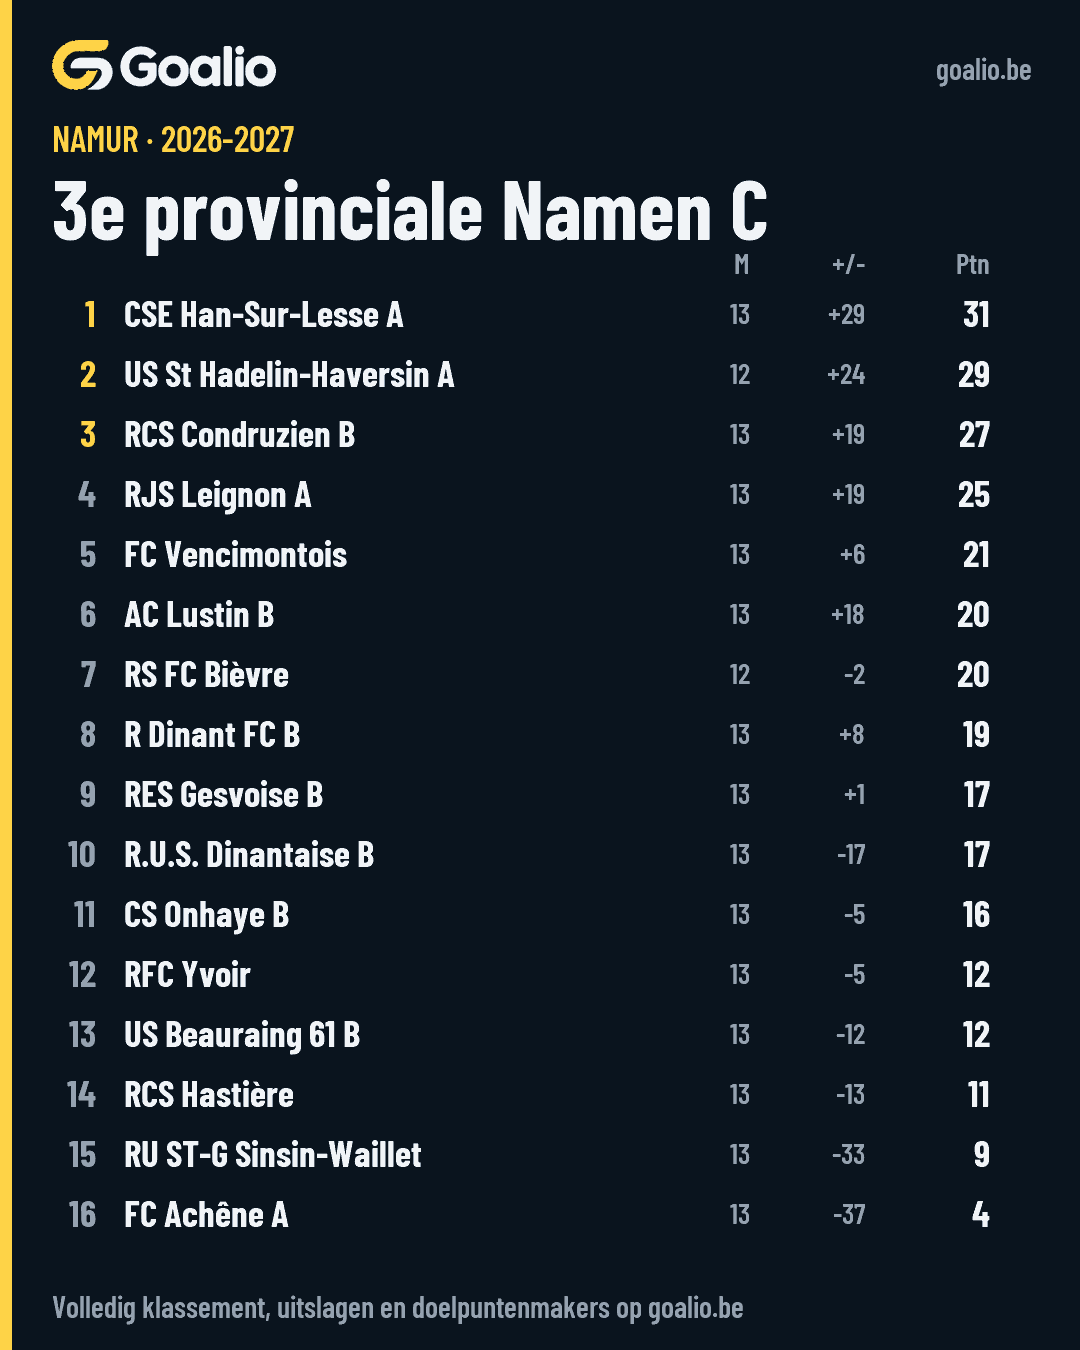 Goalio
goalio.be
NAMUR · 2026-2027
3e provinciale Namen C
M +/- Ptn
1 CSE Han-Sur-Lesse A 13 +29 31
2 US St Hadelin-Haversin A 12 +24 29
3 RCS Condruzien B 13 +19 27
4 RJS Leignon A 13 +19 25
5 FC Vencimontois 13 +6 21
6 AC Lustin B 13 +18 20
7 RS FC Bièvre 12 -2 20
8 R Dinant FC B 13 +8 19
9 RES Gesvoise B 13 +1 17
10 R.U.S. Dinantaise B 13 -17 17
11 CS Onhaye B 13 -5 16
12 RFC Yvoir 13 -5 12
13 US Beauraing 61 B 13 -12 12
14 RCS Hastière 13 -13 11
15 RU ST-G Sinsin-Waillet 13 -33 9
16 FC Achêne A 13 -37 4
Volledig klassement, uitslagen en doelpuntenmakers op goalio.be